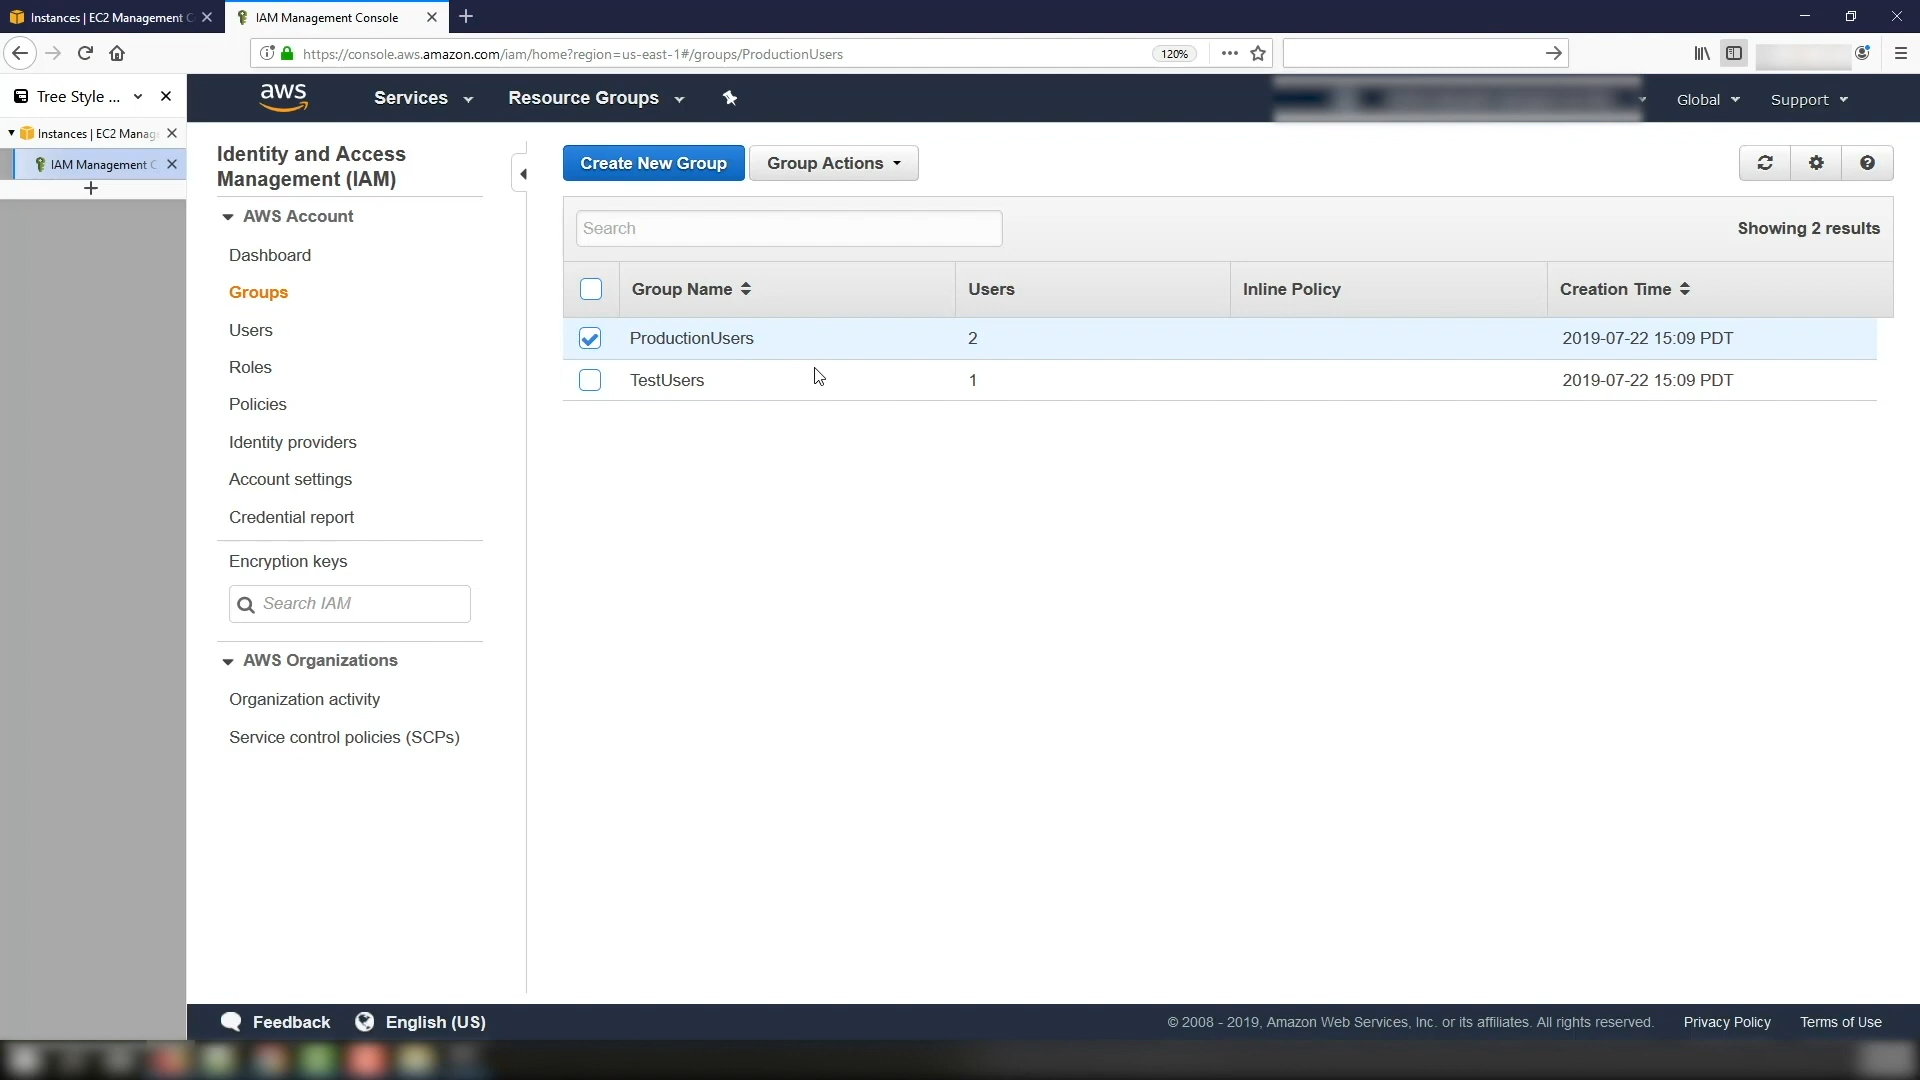 Instances | EC2 Management C
IAM Management Console
https://console.aws.amazon.com/iam/home?region=us-east-1#/groups/ProductionUsers
120%
Tree Style ...
aws
Services
Resource Groups
Global
Support
Instances | EC2 Manag
IAM Management C
Identity and Access
Management (IAM)
AWS Account
Dashboard
Groups
Users
Roles
Policies
Identity providers
Account settings
Credential report
Encryption keys
Search IAM
AWS Organizations
Organization activity
Service control policies (SCPs)
Create New Group
Group Actions
Search
Showing 2 results
Group Name
Users
Inline Policy
Creation Time
ProductionUsers
2
2019-07-22 15:09 PDT
TestUsers
1
2019-07-22 15:09 PDT
Feedback
English (US)
© 2008 - 2019, Amazon Web Services, Inc. or its affiliates. All rights reserved.
Privacy Policy
Terms of Use